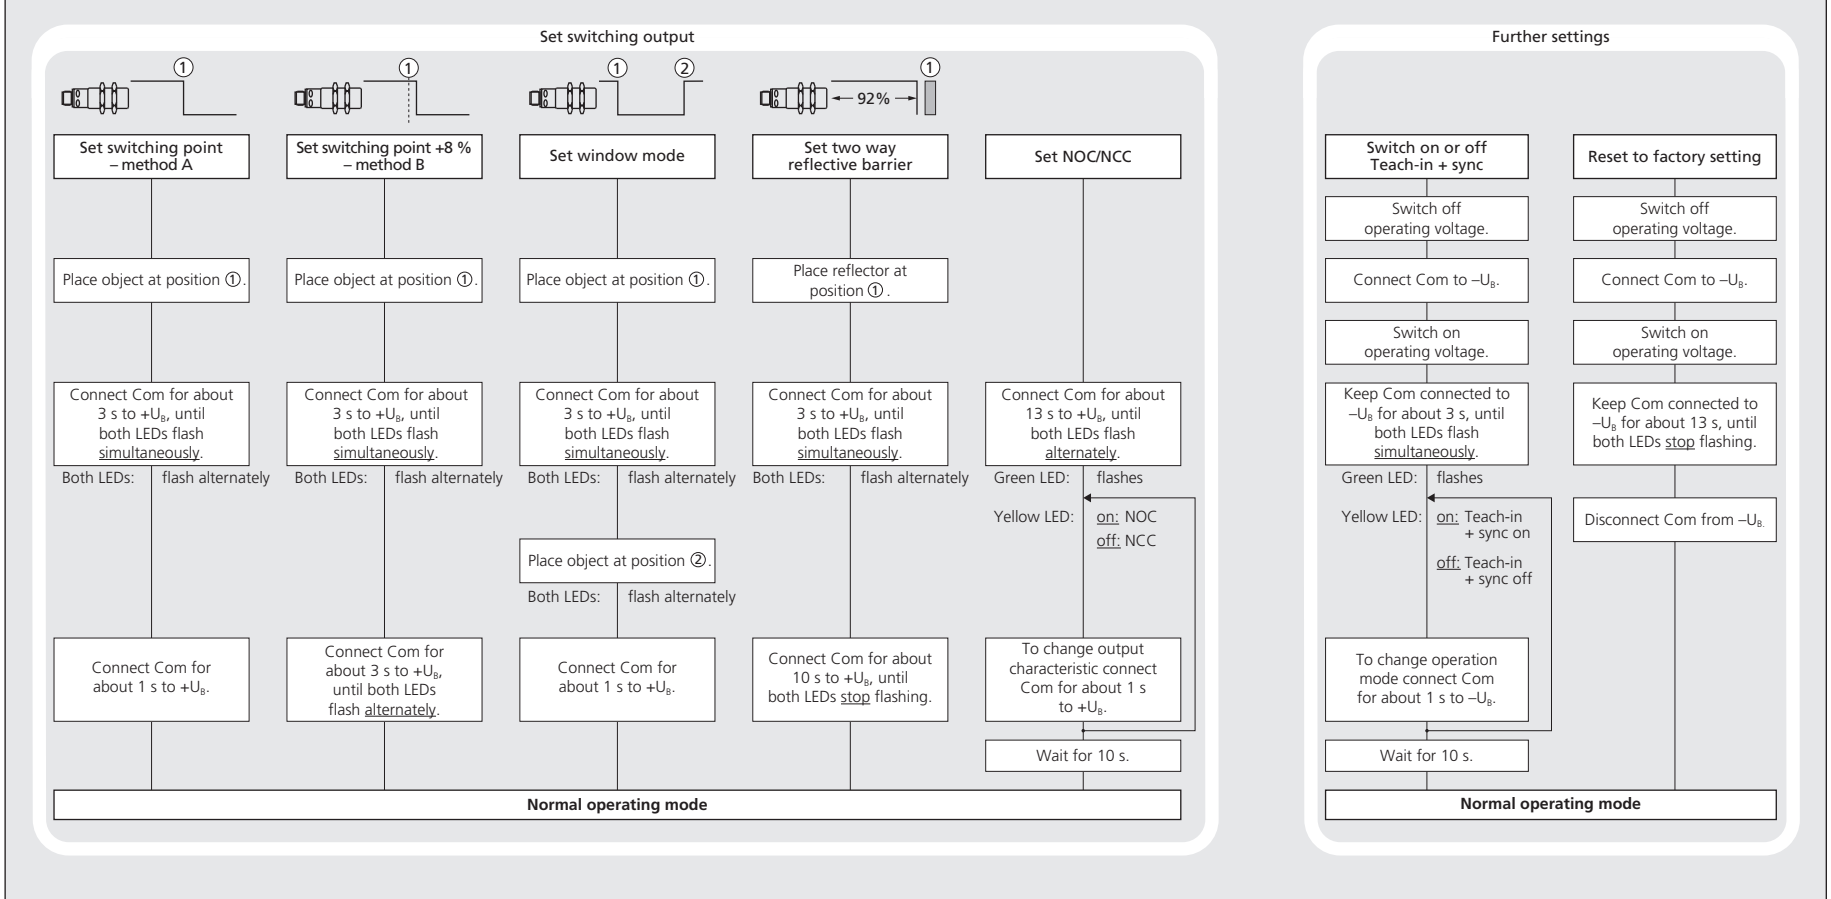 Set switching output
① ① ① ② ①
92%
Set switching point
– method A
Place object at position ①.
Connect Com for about
3 s to +UB, until
both LEDs flash
simultaneously.
Both LEDs: flash alternately
Connect Com for
about 1 s to +UB.
Set switching point +8 %
– method B
Place object at position ①.
Connect Com for about
3 s to +UB, until
both LEDs flash
simultaneously.
Both LEDs: flash alternately
Connect Com for
about 3 s to +UB,
until both LEDs
flash alternately.
Set window mode
Place object at position ①.
Connect Com for about
3 s to +UB, until
both LEDs flash
simultaneously.
Both LEDs: flash alternately
Place object at position ②.
Both LEDs: flash alternately
Connect Com for
about 1 s to +UB.
Set two way
reflective barrier
Place reflector at
position ① .
Connect Com for about
3 s to +UB, until
both LEDs flash
simultaneously.
Both LEDs: flash alternately
Connect Com for about
10 s to +UB, until
both LEDs stop flashing.
Set NOC/NCC
Connect Com for about
13 s to +UB, until
both LEDs flash
alternately.
Green LED: flashes
Yellow LED: on: NOC
off: NCC
To change output
characteristic connect
Com for about 1 s
to +UB.
Wait for 10 s.
Normal operating mode
Further settings
Switch on or off
Teach-in + sync
Switch off
operating voltage.
Connect Com to –UB.
Switch on
operating voltage.
Keep Com connected to
–UB for about 3 s, until
both LEDs flash
simultaneously.
Green LED: flashes
Yellow LED: on: Teach-in
+ sync on
off: Teach-in
+ sync off
To change operation
mode connect Com
for about 1 s to –UB.
Wait for 10 s.
Reset to factory setting
Switch off
operating voltage.
Connect Com to –UB.
Switch on
operating voltage.
Keep Com connected to
–UB for about 13 s, until
both LEDs stop flashing.
Disconnect Com from –UB.
Normal operating mode